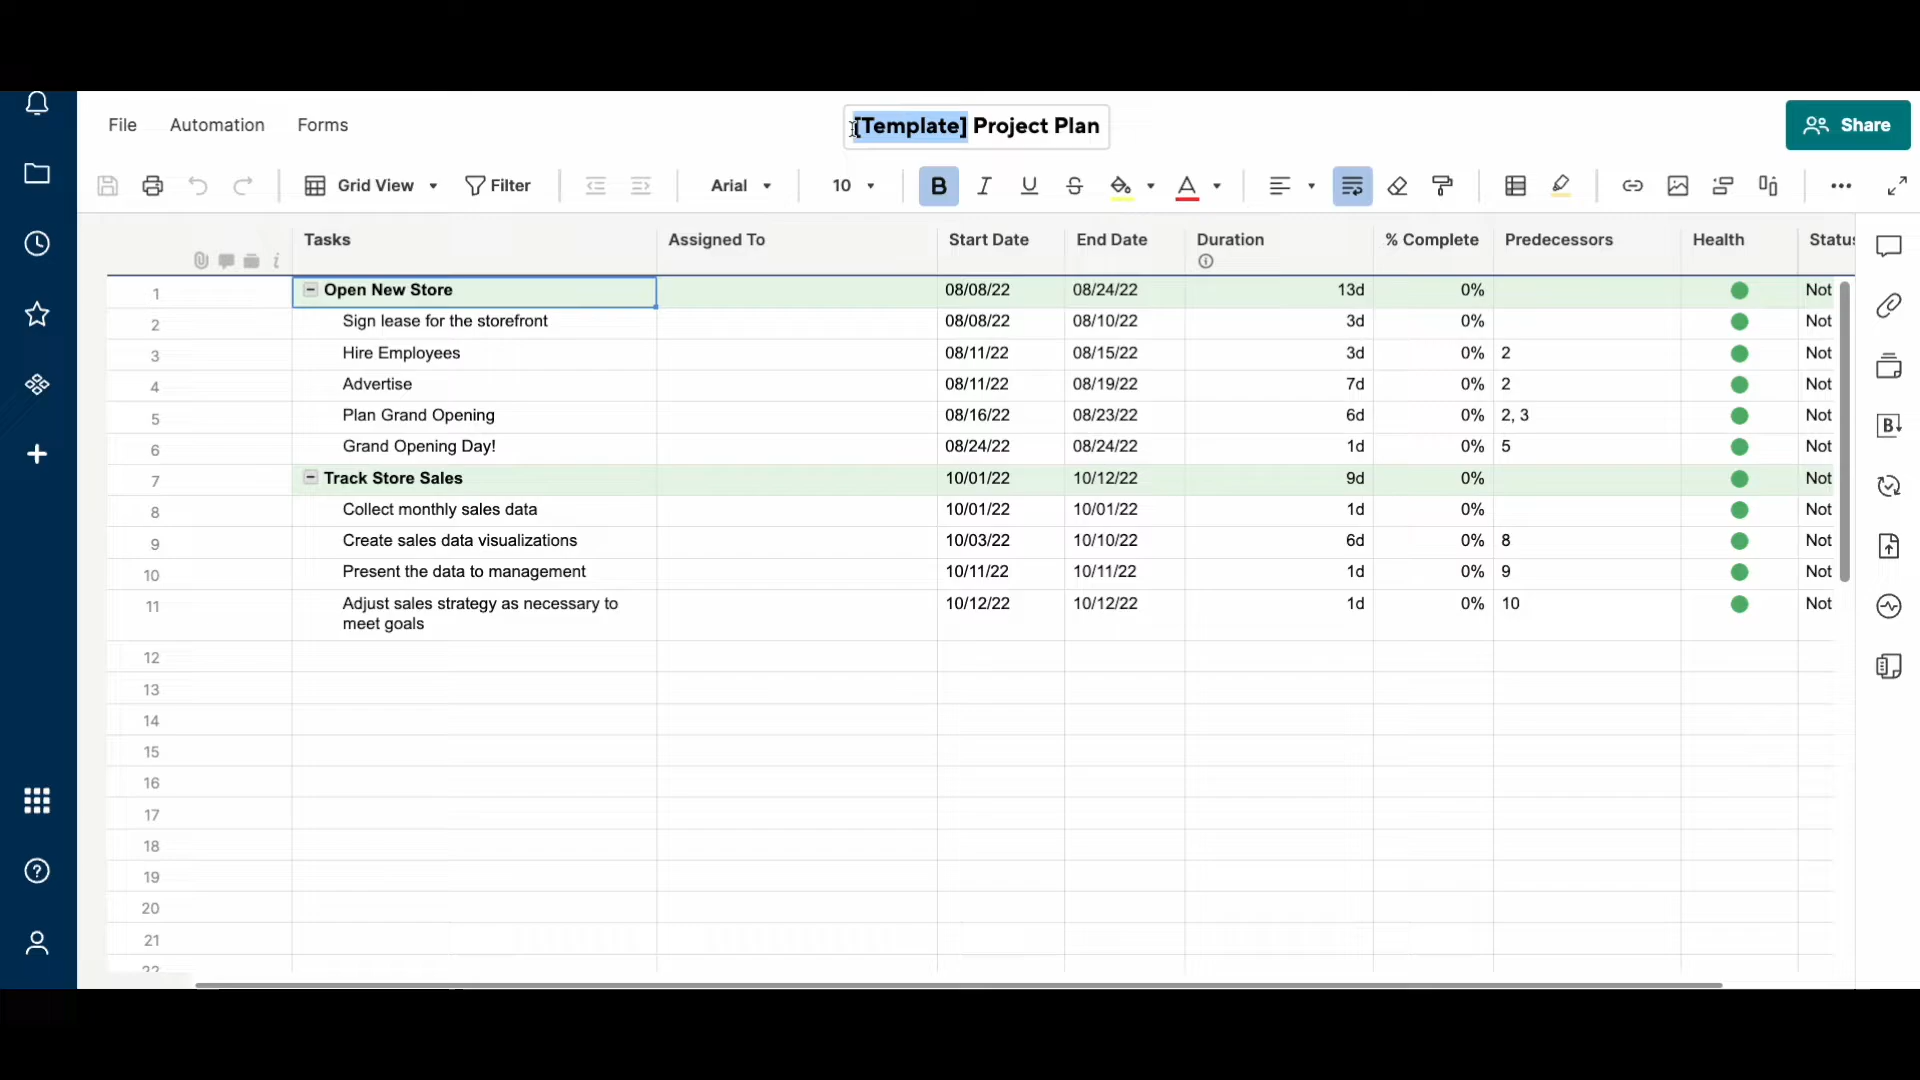 File Automation Forms [Template] Project Plan Share
Grid View Filter Arial 10 B I U S A
Tasks Assigned To Start Date End Date Duration % Complete Predecessors Health Statu
1 Open New Store 08/08/22 08/24/22 13d 0% Not
2 Sign lease for the storefront 08/08/22 08/10/22 3d 0% Not
3 Hire Employees 08/11/22 08/15/22 3d 0% 2 Not
4 Advertise 08/11/22 08/19/22 7d 0% 2 Not
5 Plan Grand Opening 08/16/22 08/23/22 6d 0% 2, 3 Not
6 Grand Opening Day! 08/24/22 08/24/22 1d 0% 5 Not
7 Track Store Sales 10/01/22 10/12/22 9d 0% Not
8 Collect monthly sales data 10/01/22 10/01/22 1d 0% Not
9 Create sales data visualizations 10/03/22 10/10/22 6d 0% 8 Not
10 Present the data to management 10/11/22 10/11/22 1d 0% 9 Not
11 Adjust sales strategy as necessary to 10/12/22 10/12/22 1d 0% 10 Not
meet goals
12
13
14
15
16
17
18
19
20
21
22